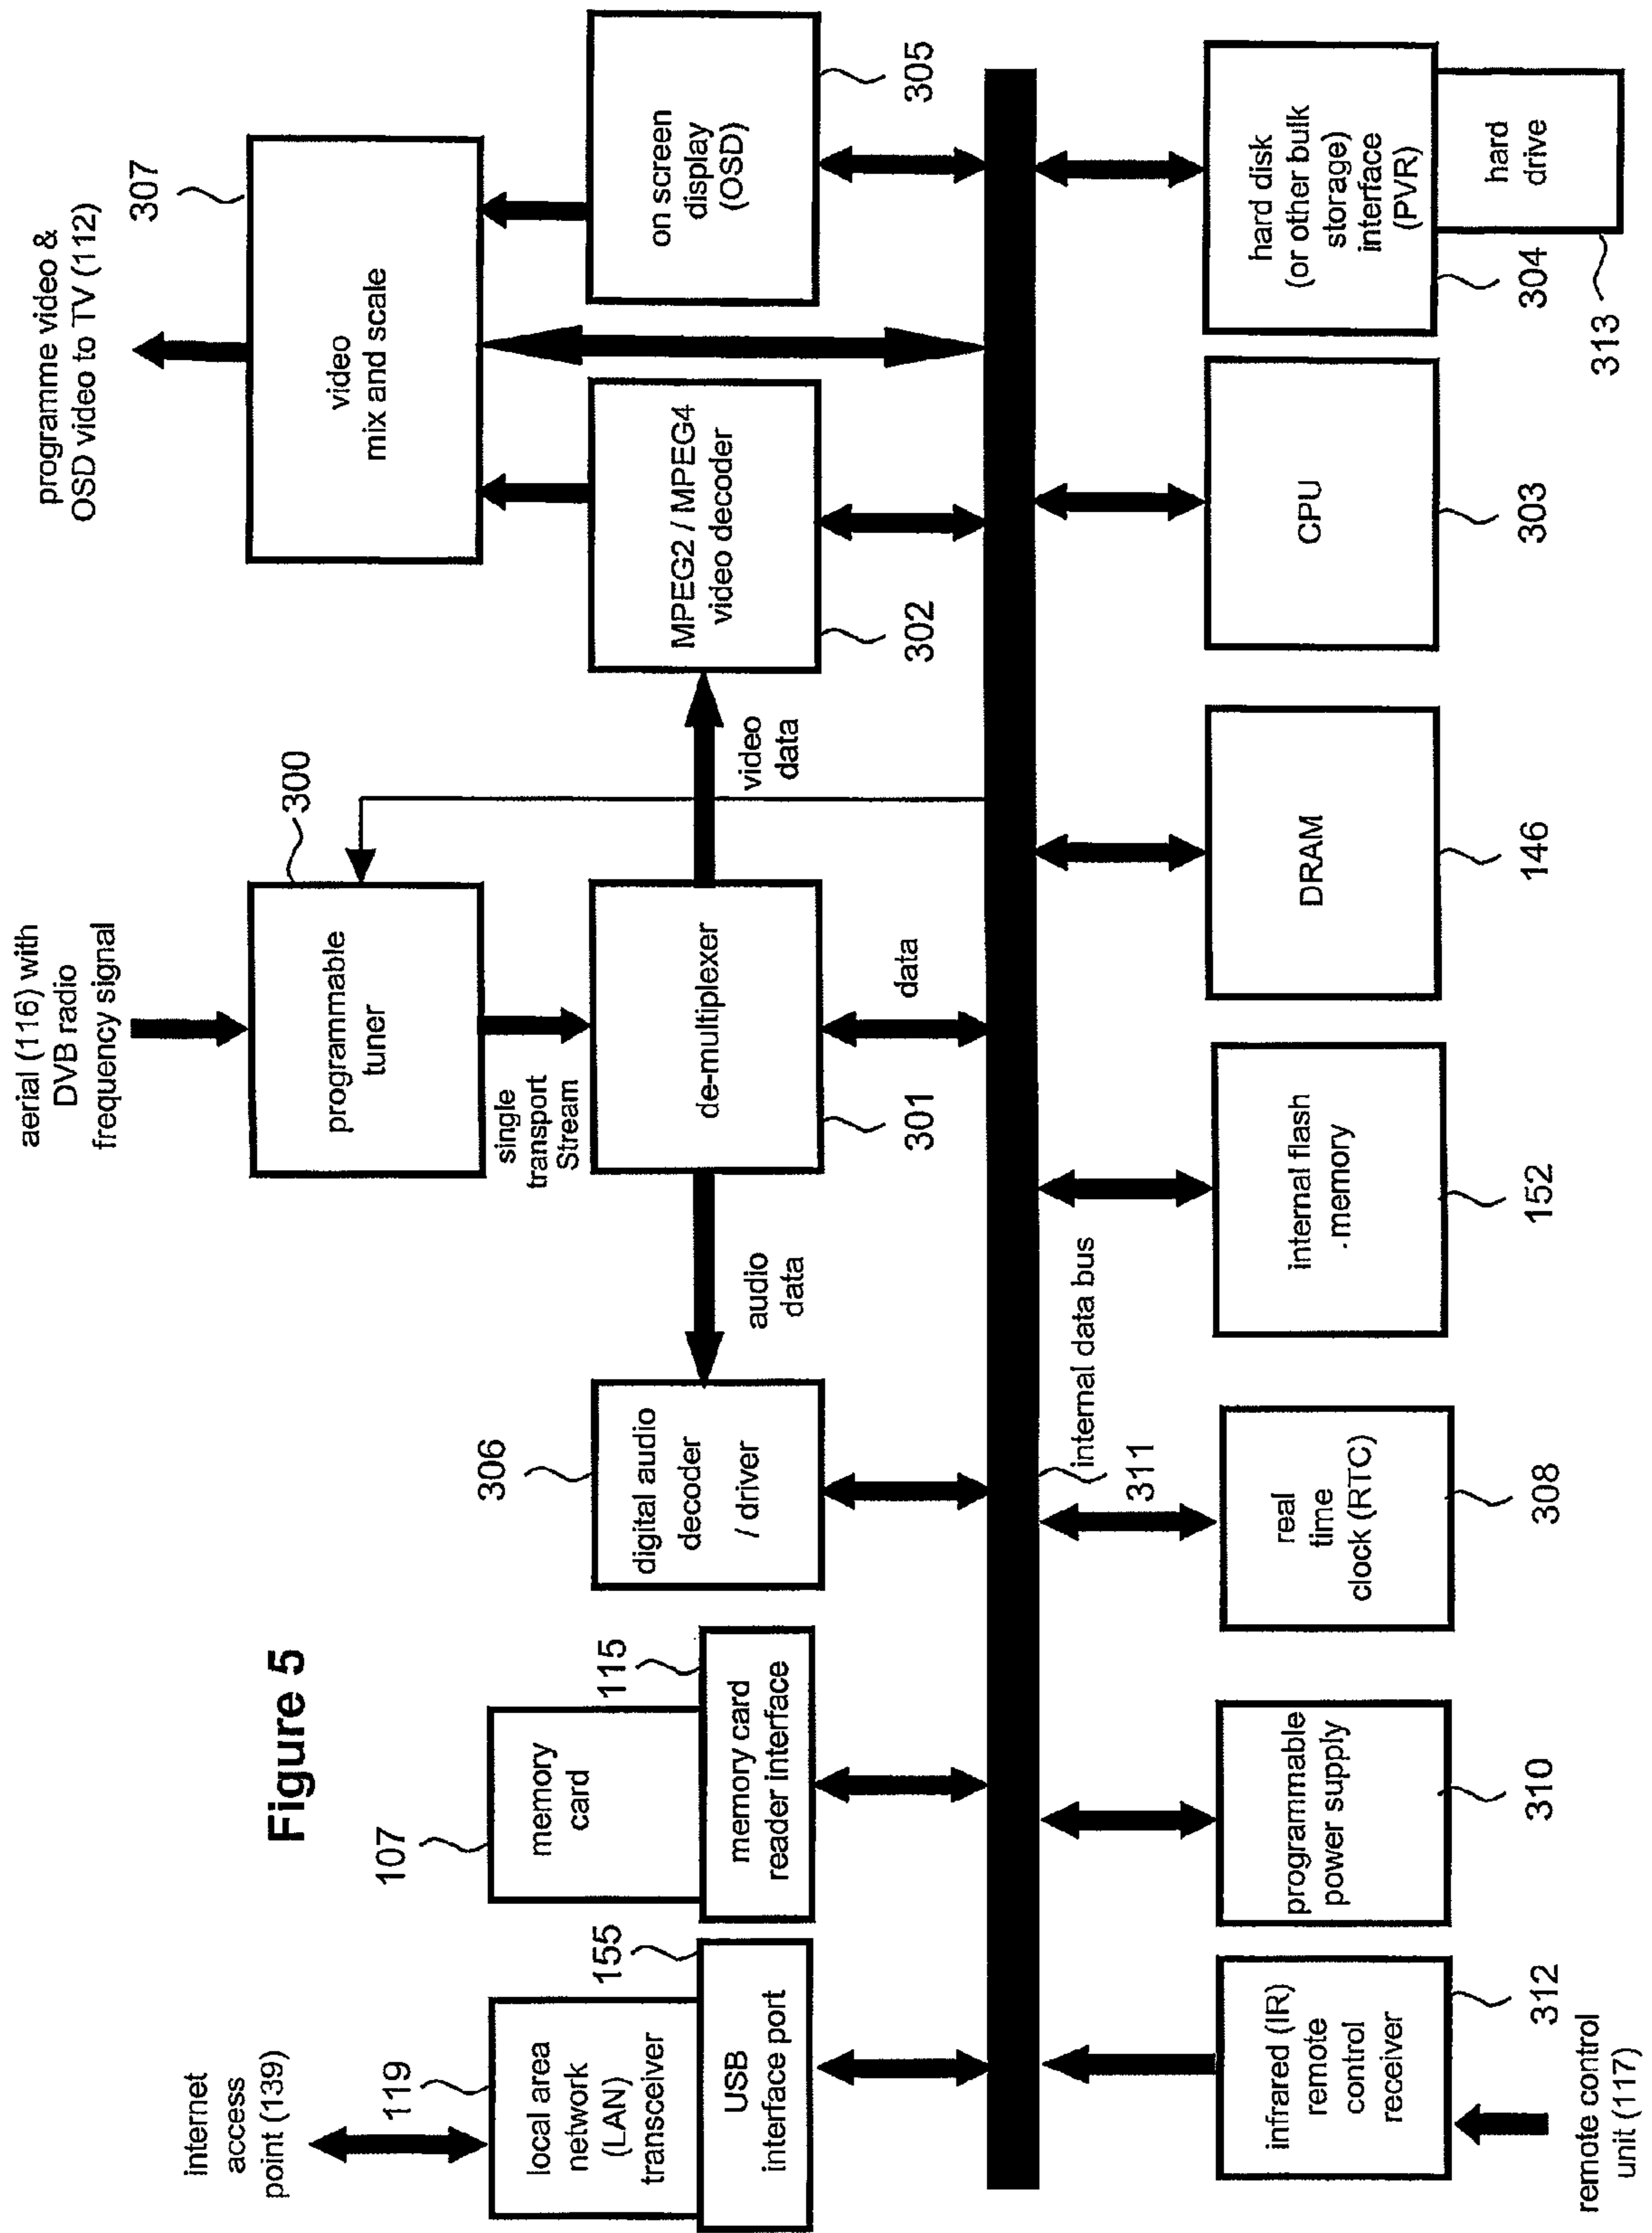 Figure 5
internet
access
point (139)
119
local area
network
(LAN)
transceiver
155
USB
interface port
107
memory
card
115
memory card
reader interface
306
digital audio
decoder
/ driver
audio
data
aerial (116) with
DVB radio
frequency signal
300
programmable
tuner
single
transport
Stream
de-multiplexer
301
data
video
data
programme video &
OSD video to TV (112)
307
video
mix and scale
MPEG2 / MPEG4
video decoder
302
on screen
display
(OSD)
305
internal data bus
311
infrared (IR)
remote
control
receiver
312
remote control
unit (117)
programmable
power supply
310
real
time
clock (RTC)
308
internal flash
memory
152
DRAM
146
CPU
303
hard disk
(or other bulk
storage)
interface
(PVR)
304
hard
drive
313